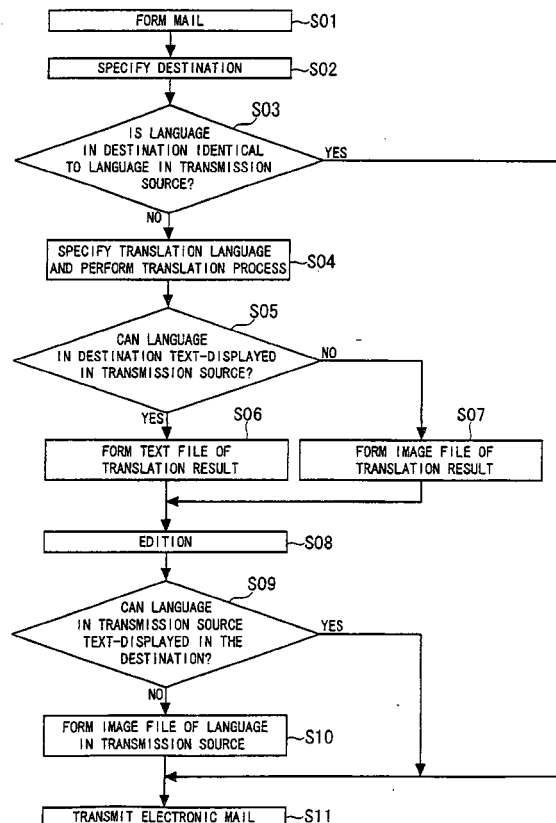 FORM MAIL
S01
SPECIFY DESTINATION
S02
S03
IS LANGUAGE
IN DESTINATION IDENTICAL
TO LANGUAGE IN TRANSMISSION
SOURCE?
YES
NO
SPECIFY TRANSLATION LANGUAGE
AND PERFORM TRANSLATION PROCESS
S04
S05
CAN LANGUAGE
IN DESTINATION TEXT-DISPLAYED
IN TRANSMISSION SOURCE?
NO
YES
S06
FORM TEXT FILE OF
TRANSLATION RESULT
S07
FORM IMAGE FILE OF
TRANSLATION RESULT
EDITION
S08
S09
CAN LANGUAGE
IN TRANSMISSION SOURCE
TEXT-DISPLAYED IN THE
DESTINATION?
YES
NO
FORM IMAGE FILE OF LANGUAGE
IN TRANSMISSION SOURCE
S10
TRANSMIT ELECTRONIC MAIL
S11